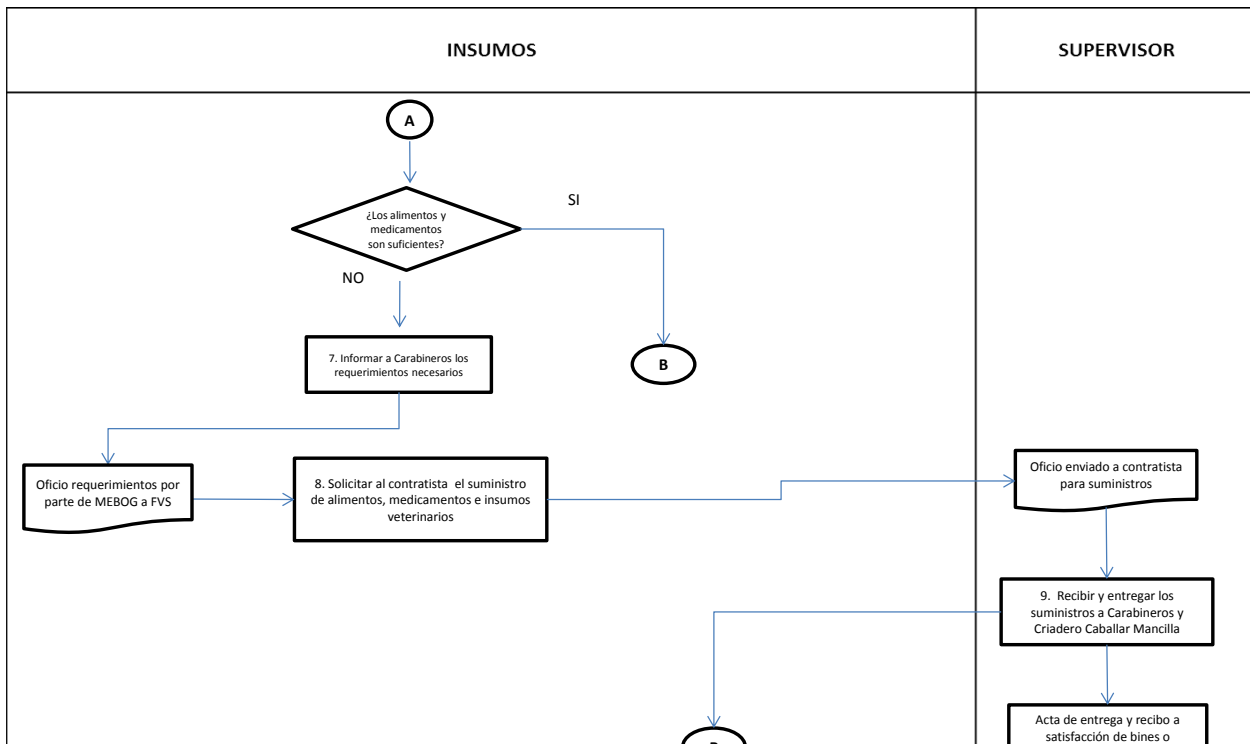 INSUMOS
SUPERVISOR
A
¿Los alimentos y
medicamentos
son suficientes?
SI
NO
7. Informar a Carabineros los
requerimientos necesarios
B
Oficio requerimientos por
parte de MEBOG a FVS
8. Solicitar al contratista el suministro
de alimentos, medicamentos e insumos
veterinarios
Oficio enviado a contratista
para suministros
9. Recibir y entregar los
suministros a Carabineros y
Criadero Caballar Mancilla
Acta de entrega y recibo a
satisfacción de bines o